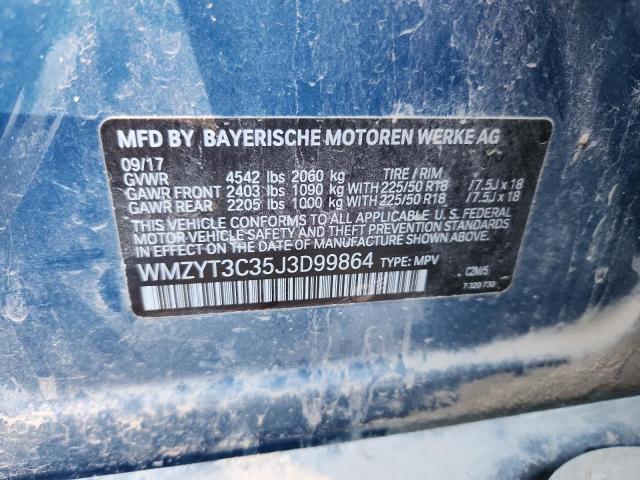 MFD BY BAYERISCHE MOTOREN WERKE AG
09/17
GVWR 4542 lbs 2060 kg TIRE / RIM
GAWR FRONT 2403 lbs 1090 kg WITH 225/50 R18 / 7.5J x 18
GAWR REAR 2205 lbs 1000 kg WITH 225/50 R18 / 7.5J x 18
THIS VEHICLE CONFORMS TO ALL APPLICABLE U. S. FEDERAL
MOTOR VEHICLE SAFETY AND THEFT PREVENTION STANDARDS
IN EFFECT ON THE DATE OF MANUFACTURE SHOWN ABOVE.
WMZYT3C35J3D99864 TYPE: MPV
C2M/5
7 320 730